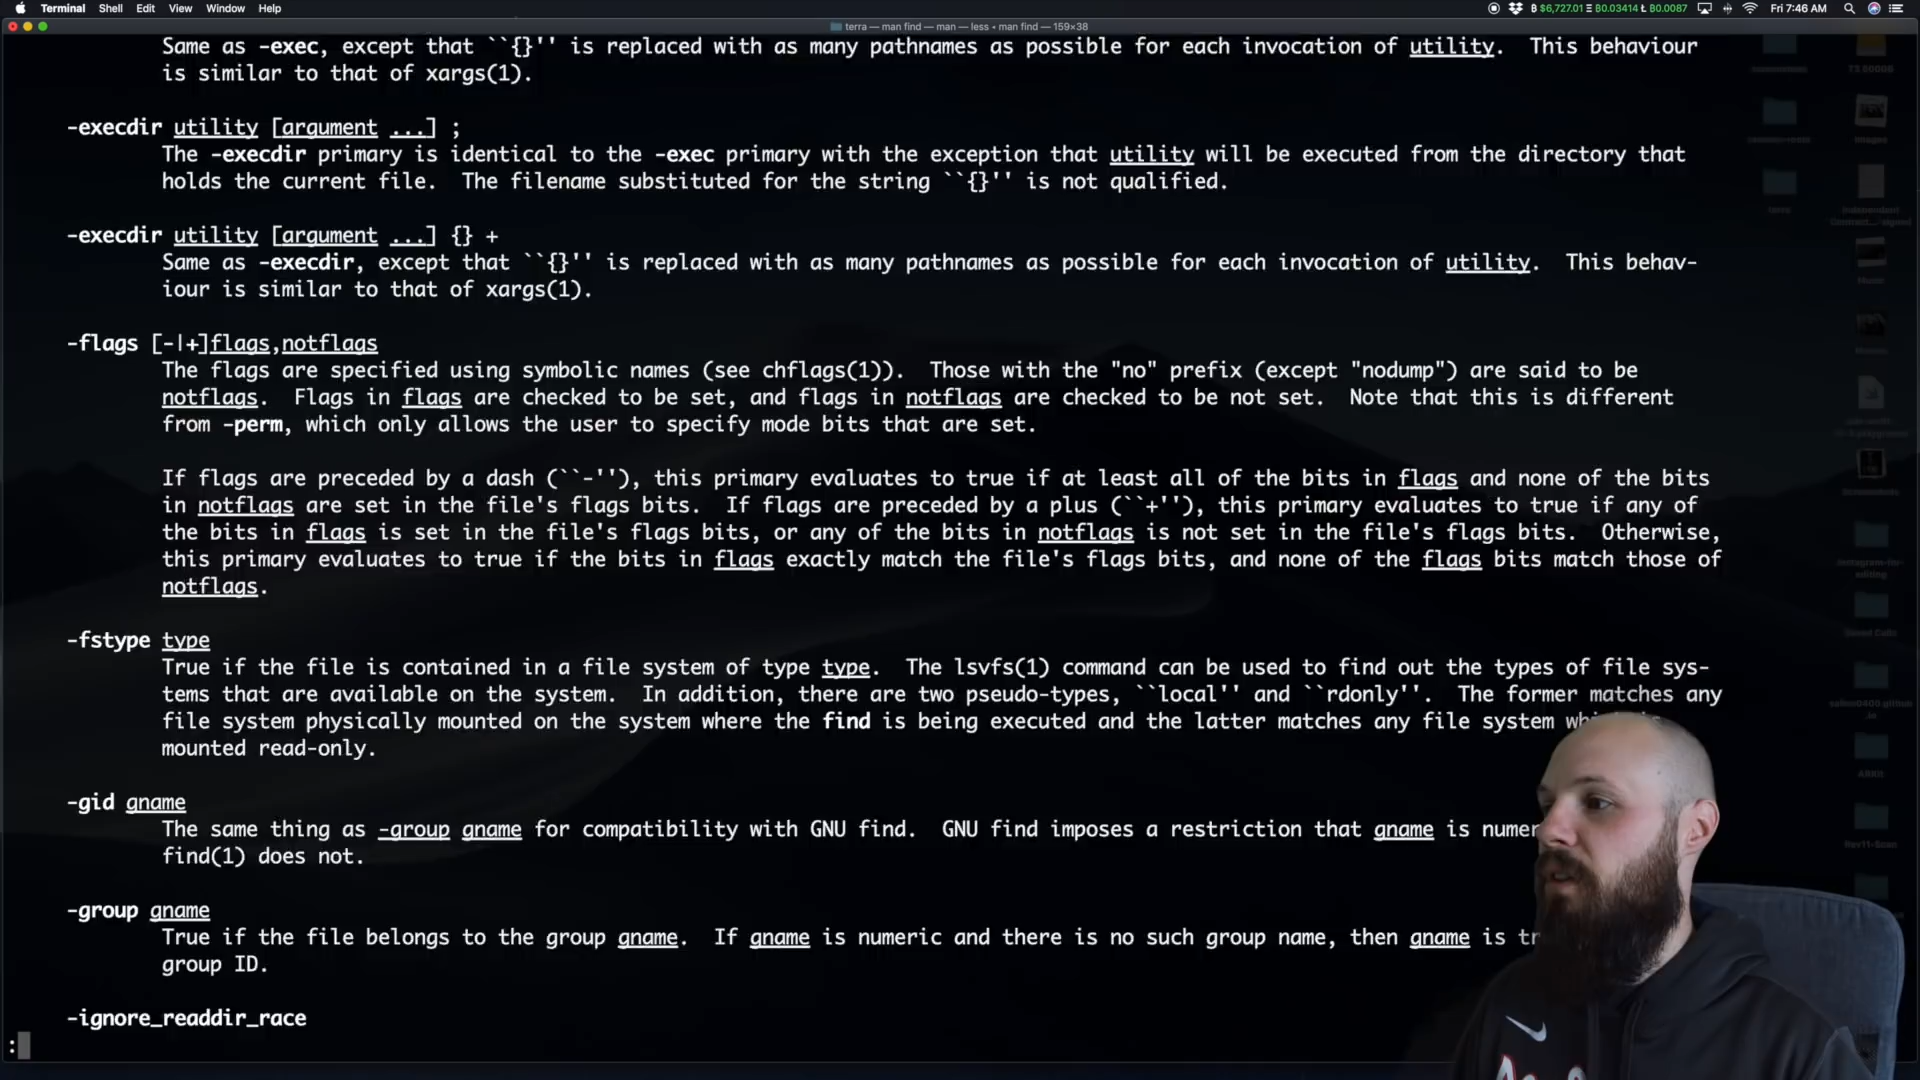 Terminal Shell Edit View Window Help
₿ $6,727.01 Ξ ₿0.03414 Ł ₿0.0087 Fri 7:46 AM
terra — man find — man — less • man find — 159×38
Same as -exec, except that ``{}'' is replaced with as many pathnames as possible for each invocation of utility. This behaviour
is similar to that of xargs(1).
-execdir utility [argument ...] ;
The -execdir primary is identical to the -exec primary with the exception that utility will be executed from the directory that
holds the current file. The filename substituted for the string ``{}'' is not qualified.
-execdir utility [argument ...] {} +
Same as -execdir, except that ``{}'' is replaced with as many pathnames as possible for each invocation of utility. This behav-
iour is similar to that of xargs(1).
-flags [-|+]flags,notflags
The flags are specified using symbolic names (see chflags(1)). Those with the "no" prefix (except "nodump") are said to be
notflags. Flags in flags are checked to be set, and flags in notflags are checked to be not set. Note that this is different
from -perm, which only allows the user to specify mode bits that are set.
If flags are preceded by a dash (``-''), this primary evaluates to true if at least all of the bits in flags and none of the bits
in notflags are set in the file's flags bits. If flags are preceded by a plus (``+''), this primary evaluates to true if any of
the bits in flags is set in the file's flags bits, or any of the bits in notflags is not set in the file's flags bits. Otherwise,
this primary evaluates to true if the bits in flags exactly match the file's flags bits, and none of the flags bits match those of
notflags.
-fstype type
True if the file is contained in a file system of type type. The lsvfs(1) command can be used to find out the types of file sys-
tems that are available on the system. In addition, there are two pseudo-types, ``local'' and ``rdonly''. The former matches any
file system physically mounted on the system where the find is being executed and the latter matches any file system
mounted read-only.
-gid gname
The same thing as -group gname for compatibility with GNU find. GNU find imposes a restriction that gname is
find(1) does not.
-group gname
True if the file belongs to the group gname. If gname is numeric and there is no such group name, then gname is
group ID.
-ignore_readdir_race
: